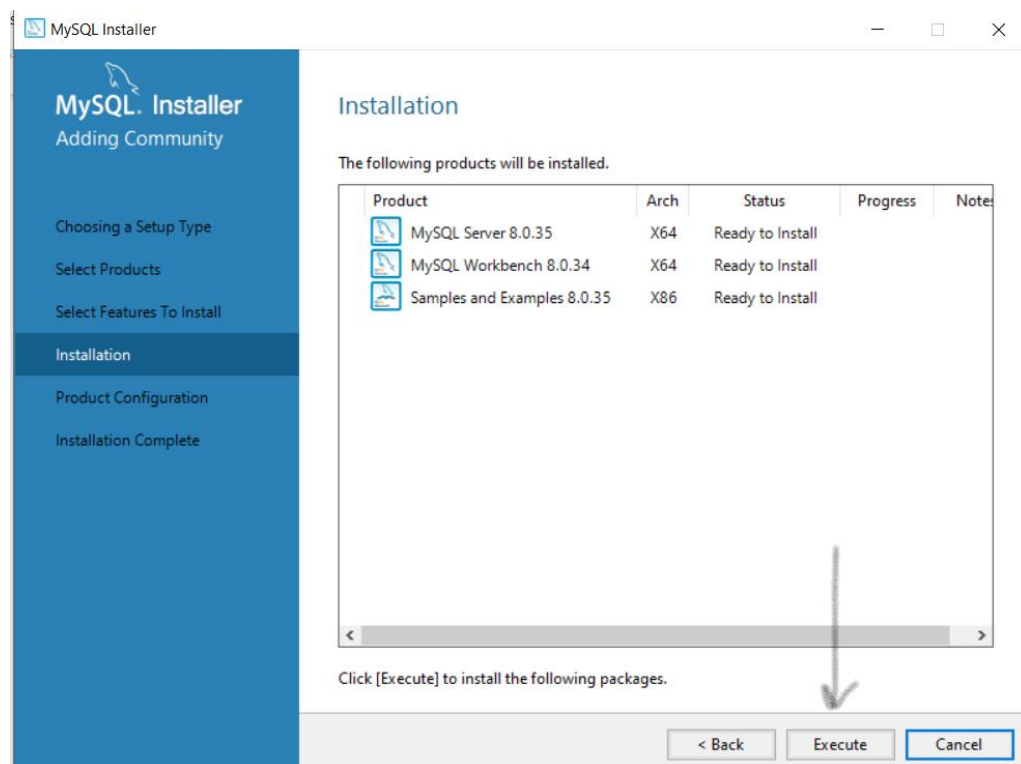 MySQL Installer
MySQL. Installer
Adding Community
Choosing a Setup Type
Select Products
Select Features To Install
Installation
Product Configuration
Installation Complete
Installation
The following products will be installed.
Product Arch Status Progress Notes
MySQL Server 8.0.35 X64 Ready to Install
MySQL Workbench 8.0.34 X64 Ready to Install
Samples and Examples 8.0.35 X86 Ready to Install
Click [Execute] to install the following packages.
< Back Execute Cancel